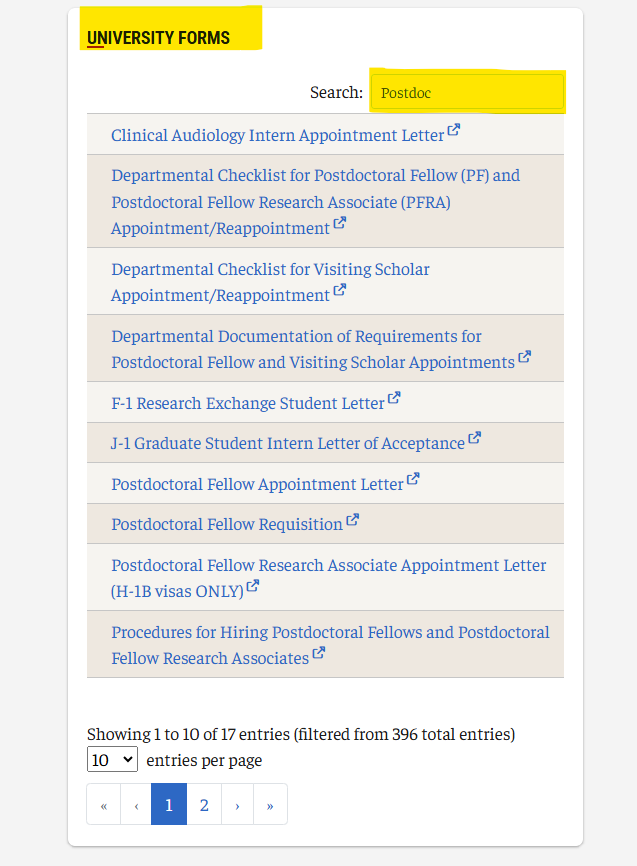 UNIVERSITY FORMS
Search: Postdoc
Clinical Audiology Intern Appointment Letter
Departmental Checklist for Postdoctoral Fellow (PF) and
Postdoctoral Fellow Research Associate (PFRA)
Appointment/Reappointment
Departmental Checklist for Visiting Scholar
Appointment/Reappointment
Departmental Documentation of Requirements for
Postdoctoral Fellow and Visiting Scholar Appointments
F-1 Research Exchange Student Letter
J-1 Graduate Student Intern Letter of Acceptance
Postdoctoral Fellow Appointment Letter
Postdoctoral Fellow Requisition
Postdoctoral Fellow Research Associate Appointment Letter
(H-1B visas ONLY)
Procedures for Hiring Postdoctoral Fellows and Postdoctoral
Fellow Research Associates
Showing 1 to 10 of 17 entries (filtered from 396 total entries)
10 entries per page
« ‹ 1 2 › »